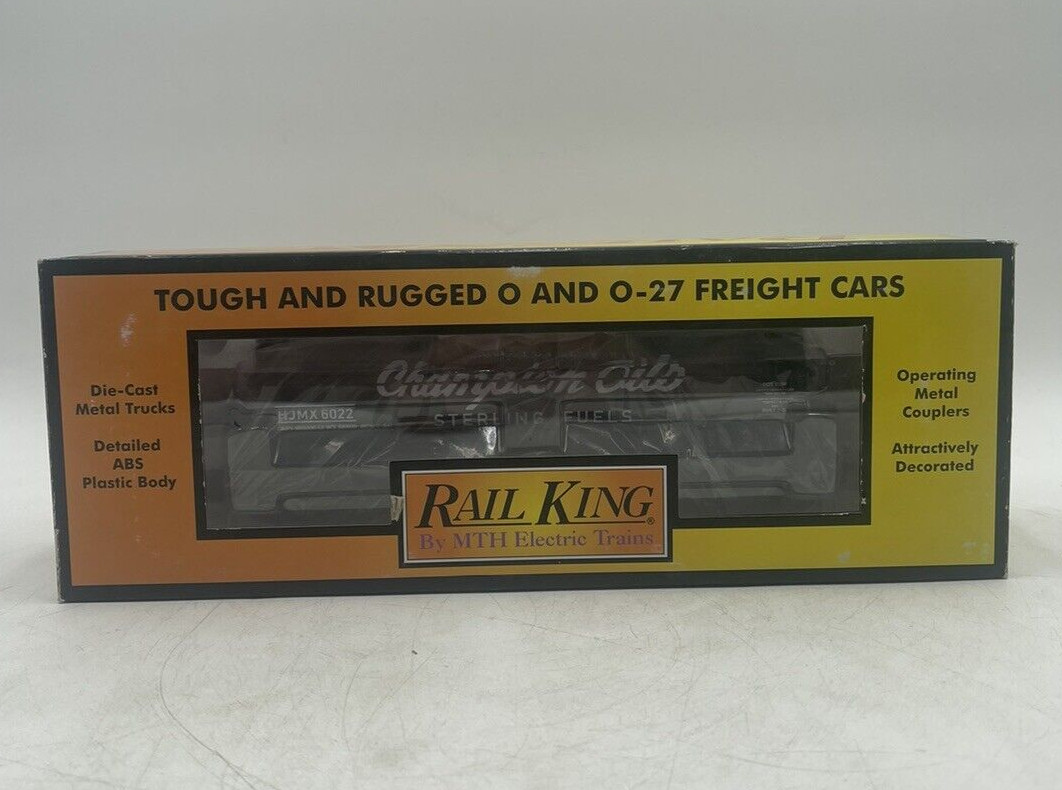 TOUGH AND RUGGED O AND O-27 FREIGHT CARS
Die-Cast
Metal Trucks
Detailed
ABS
Plastic Body
Champion Oils
STERLING FUELS
HJMX 6022
Operating
Metal
Couplers
Attractively
Decorated
RAIL KING®
By MTH Electric Trains